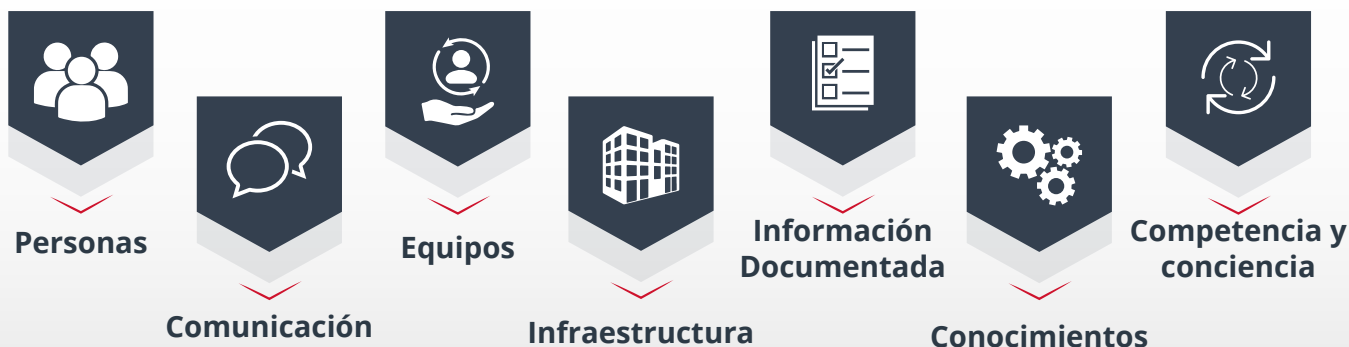 Personas
Comunicación
Equipos
Infraestructura
Información
Documentada
Conocimientos
Competencia y
conciencia